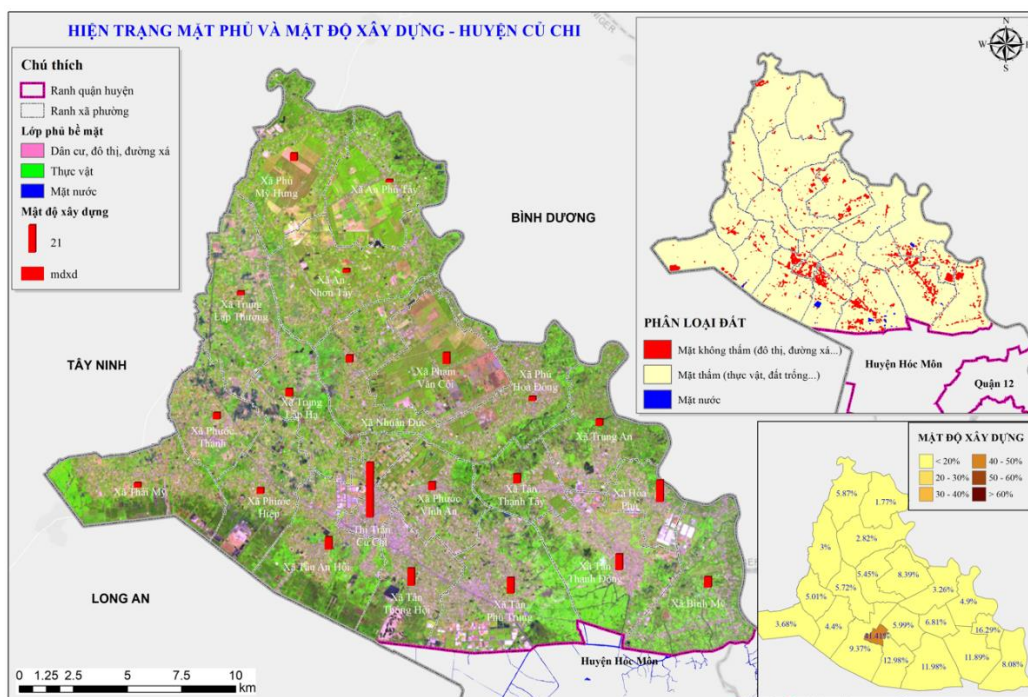 HIỆN TRẠNG MẶT PHỦ VÀ MẬT ĐỘ XÂY DỰNG - HUYỆN CỦ CHI
Chú thích
Ranh quận huyện
Ranh xã phường
Lớp phủ bề mặt
Dân cư, đô thị, đường xá
Thực vật
Mặt nước
Mật độ xây dựng
21
mdxd
Xã Phú
Mỹ Hưng
Xã An Phú Tây
BÌNH DƯƠNG
Xã An
Nhơn Tây
Xã Trung
Lập Thượng
TÂY NINH
Xã Phạm
Văn Cội
Xã Phú
Hoà Đông
Xã Trung
Lập Hạ
Xã Nhuận Đức
Xã Phước
Thạnh
Xã Trung An
Xã Thái Mỹ
Xã Phước
Hiệp
Xã Phước
Vĩnh An
Xã Tân
Thạnh Tây
Xã Hòa
Phú
Thị Trấn
Củ Chi
Xã Tân An Hội
Xã Tân
Thông Hội
Xã Tân
Phú Trung
Xã Tân
Thạnh Đông
Xã Bình Mỹ
LONG AN
Huyện Hóc Môn
0 1.25 2.5 5 7.5 10
km
N
W E
S
PHÂN LOẠI ĐẤT
Mặt không thấm (đô thị, đường xá...)
Mặt thấm (thực vật, đất trống...)
Mặt nước
Huyện Hóc Môn
Quận 12
MẬT ĐỘ XÂY DỰNG
< 20% 40 - 50%
20 - 30% 50 - 60%
30 - 40% > 60%
5.87%
1.77%
2.82%
3%
5.45%
8.39%
5.72%
5.01%
3.26%
4.9%
3.68%
4.4%
5.99%
6.81%
16.29%
41.41%
9.37%
12.98%
11.98%
11.89%
8.08%